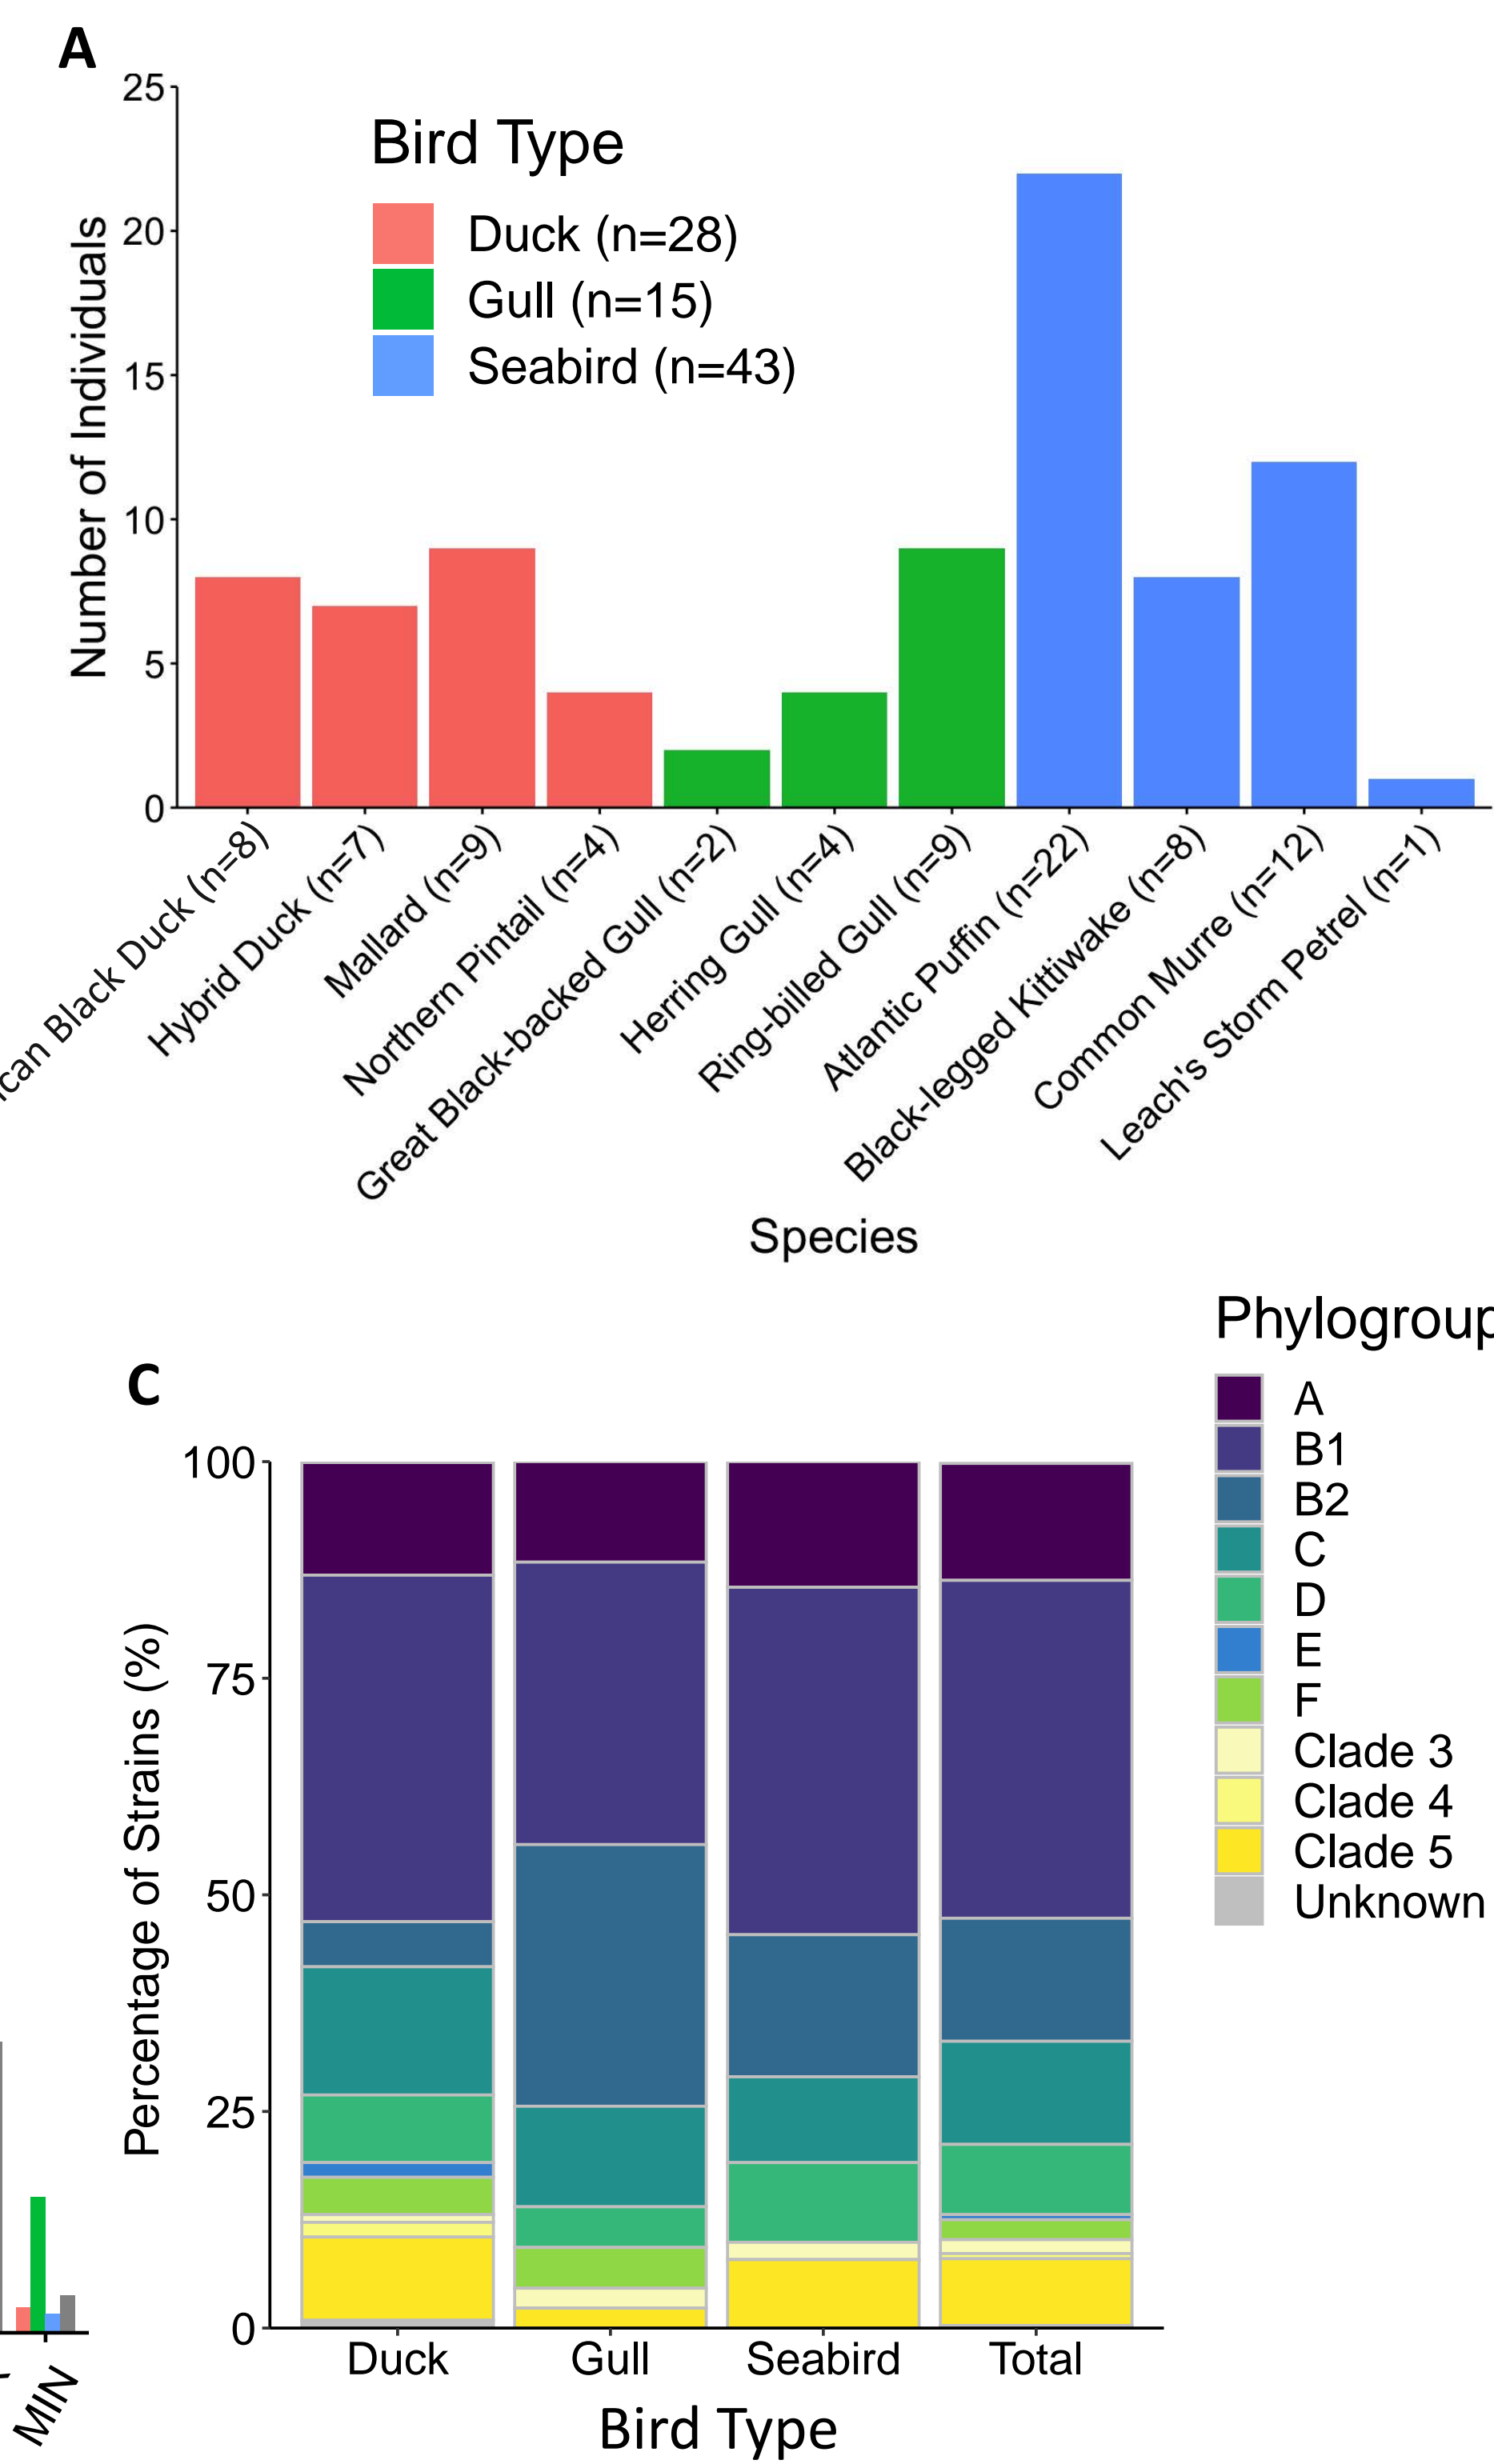 A
25
20
15
10
5
0
Number of Individuals
Bird Type
Duck (n=28)
Gull (n=15)
Seabird (n=43)
Black Duck (n=8)
Hybrid Duck (n=7)
Mallard (n=9)
Northern Pintail (n=4)
Great Black-backed Gull (n=2)
Herring Gull (n=4)
Ring-billed Gull (n=9)
Atlantic Puffin (n=22)
Black-legged Kittiwake (n=8)
Common Murre (n=12)
Leach's Storm Petrel (n=1)
Species
C
100
75
50
25
0
Percentage of Strains (%)
Duck
Gull
Seabird
Total
Bird Type
Phylogroup
A
B1
B2
C
D
E
F
Clade 3
Clade 4
Clade 5
Unknown
MIN